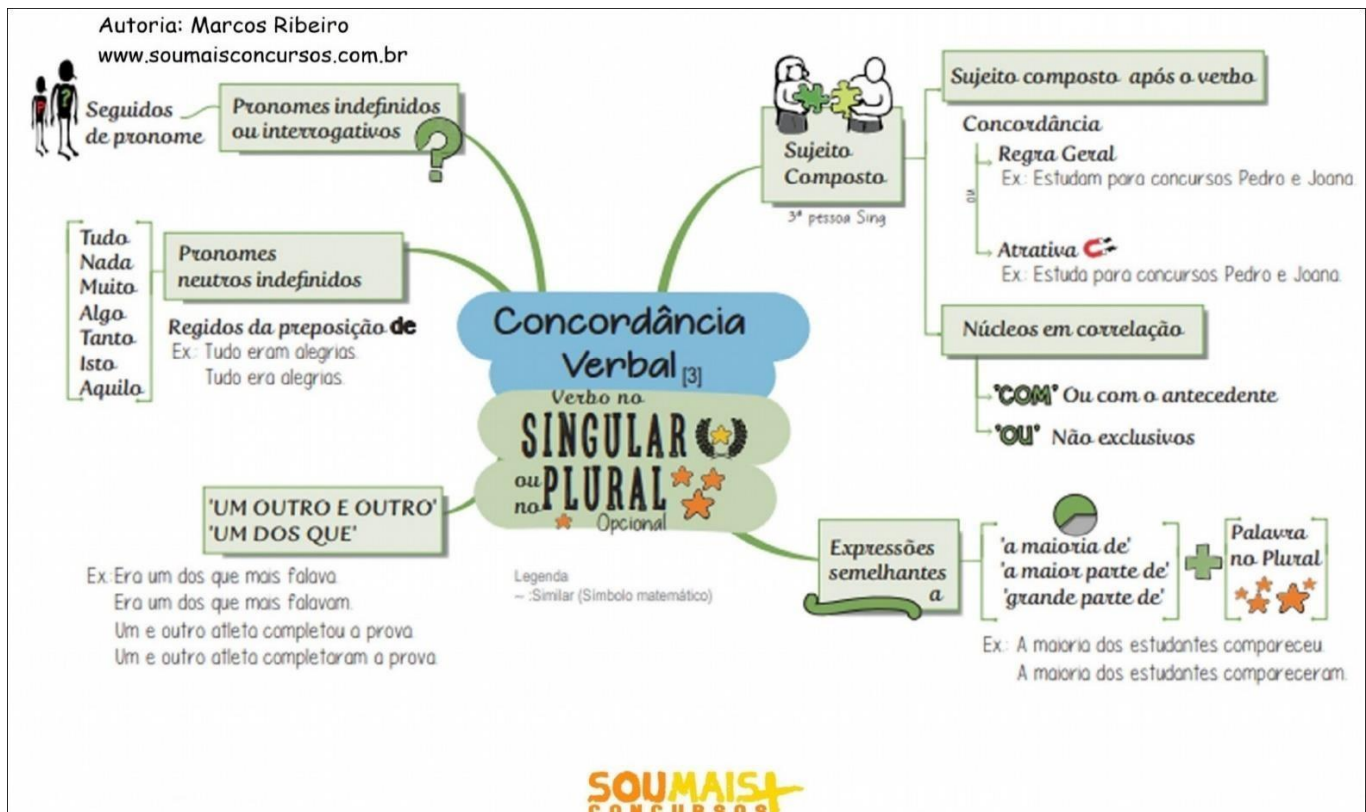 Autoria: Marcos Ribeiro
www.soumaisconcursos.com.br
P
?
Seguidos
de pronome
Pronomes indefinidos
ou interrogativos
?
Tudo
Nada
Muito
Algo
Tanto
Isto
Aquilo
Pronomes
neutros indefinidos
Regidos da preposição de
Ex.: Tudo eram alegrias.
Tudo era alegrias.
'UM OUTRO E OUTRO'
'UM DOS QUE'
Ex.: Era um dos que mais falava.
Era um dos que mais falavam.
Um e outro atleta completou a prova.
Um e outro atleta completaram a prova.
Concordância
Verbal [3]
Verbo no
SINGULAR
ou
no PLURAL
Opcional
Legenda
~ :Similar (Símbolo matemático)
Sujeito
Composto
3ª pessoa Sing
Sujeito composto após o verbo
Concordância
Regra Geral
Ex.: Estudam para concursos Pedro e Joana.
ou
Atrativa
Ex.: Estuda para concursos Pedro e Joana.
Núcleos em correlação
'COM' Ou com o antecedente
'OU' Não exclusivos
Expressões
semelhantes
a
'a maioria de'
'a maior parte de'
'grande parte de'
Palavra
no Plural
Ex.: A maioria dos estudantes compareceu.
A maioria dos estudantes compareceram.
SOUMAIS+
CONCURSOS